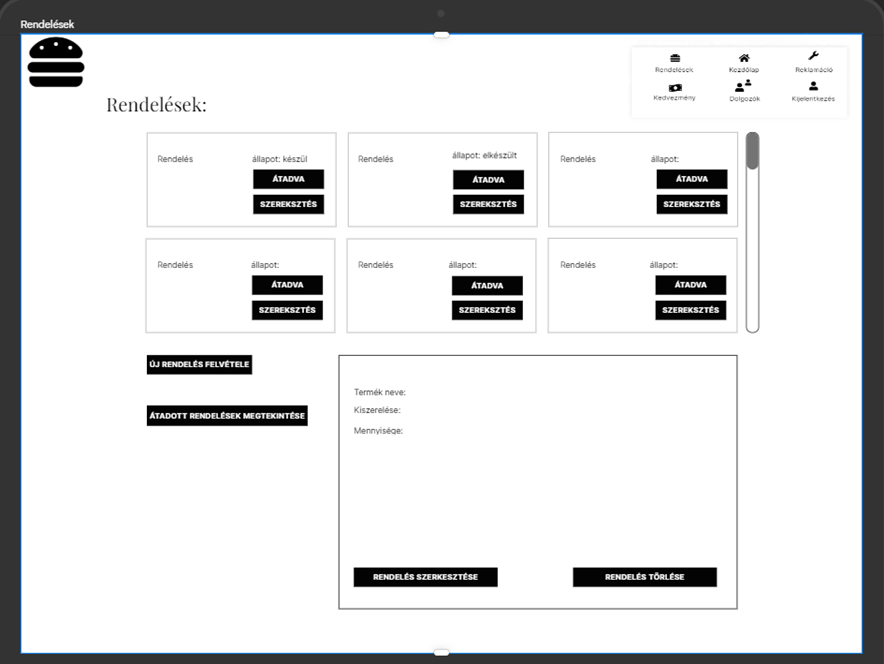 Rendelések
Rendelések Kezdőlap Reklamáció
Kedvezmény Dolgozók Kijelentkezés
Rendelések:
Rendelés állapot: készül
ÁTADVA
SZEREKSZTÉS
Rendelés állapot: elkészült
ÁTADVA
SZEREKSZTÉS
Rendelés állapot:
ÁTADVA
SZEREKSZTÉS
Rendelés állapot:
ÁTADVA
SZEREKSZTÉS
Rendelés állapot:
ÁTADVA
SZEREKSZTÉS
Rendelés állapot:
ÁTADVA
SZEREKSZTÉS
ÚJ RENDELÉS FELVÉTELE
ÁTADOTT RENDELÉSEK MEGTEKINTÉSE
Termék neve:
Kiszerelése:
Mennyisége:
RENDELÉS SZERKESZTÉSE
RENDELÉS TÖRLÉSE